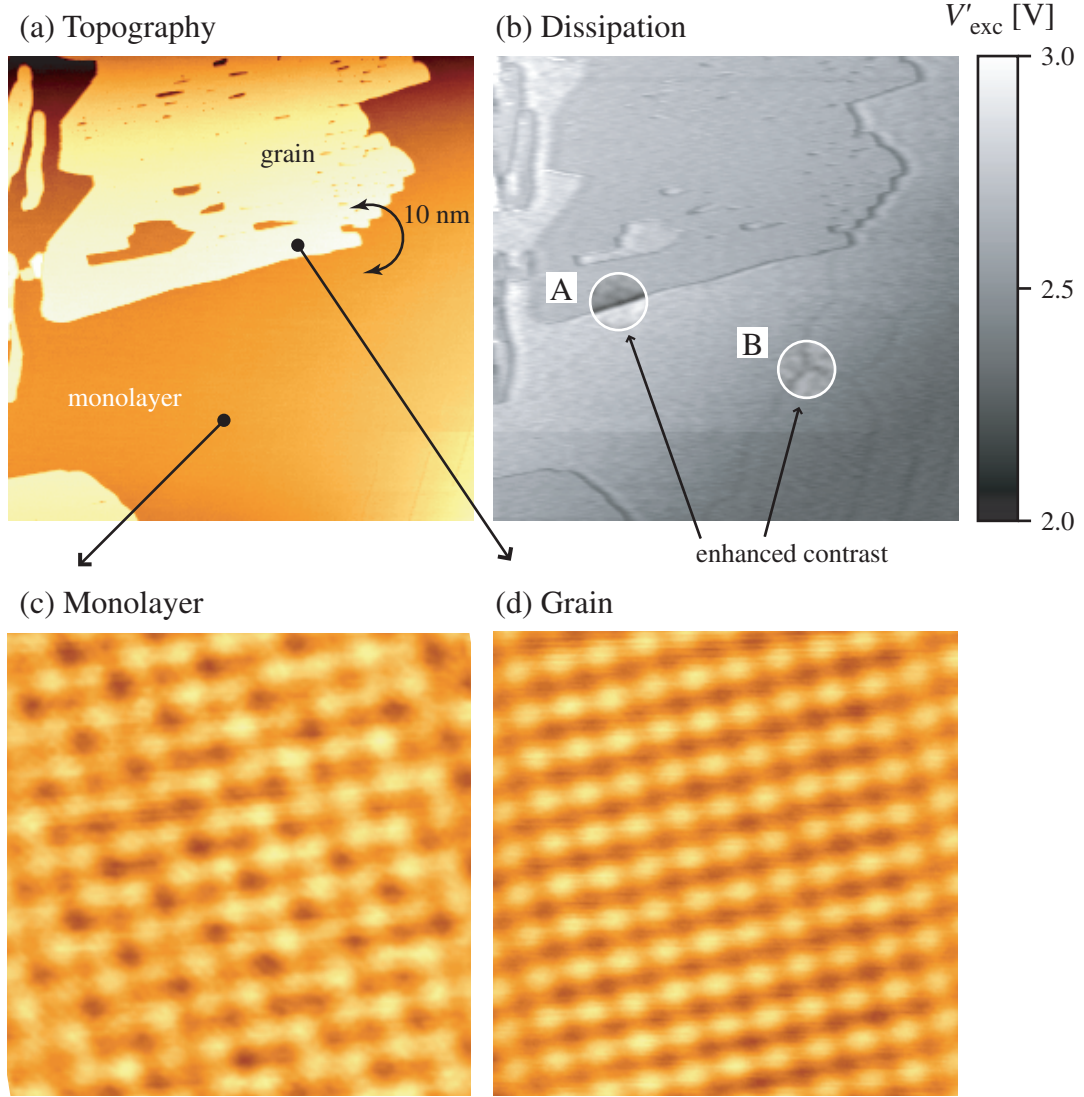 (a) Topography
(b) Dissipation
V′exc [V]
3.0
grain
10 nm
2.5
A
B
monolayer
2.0
enhanced contrast
(c) Monolayer
(d) Grain